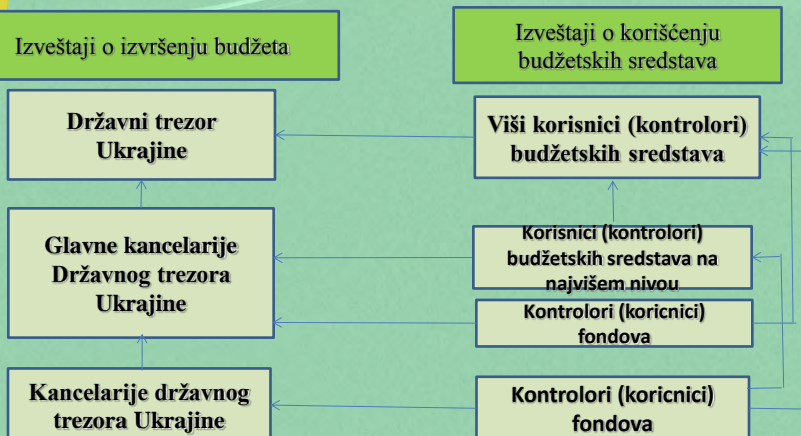 Izveštaji o izvršenju budžeta
Izveštaji o korišćenju
budžetskih sredstava
Državni trezor
Ukrajine
Viši korisnici (kontrolori)
budžetskih sredstava
Glavne kancelarije
Državnog trezora
Ukrajine
Korisnici (kontrolori)
budžetskih sredstava na
najvišem nivou
Kontrolori (koricnici)
fondova
Kancelarije državnog
trezora Ukrajine
Kontrolori (koricnici)
fondova